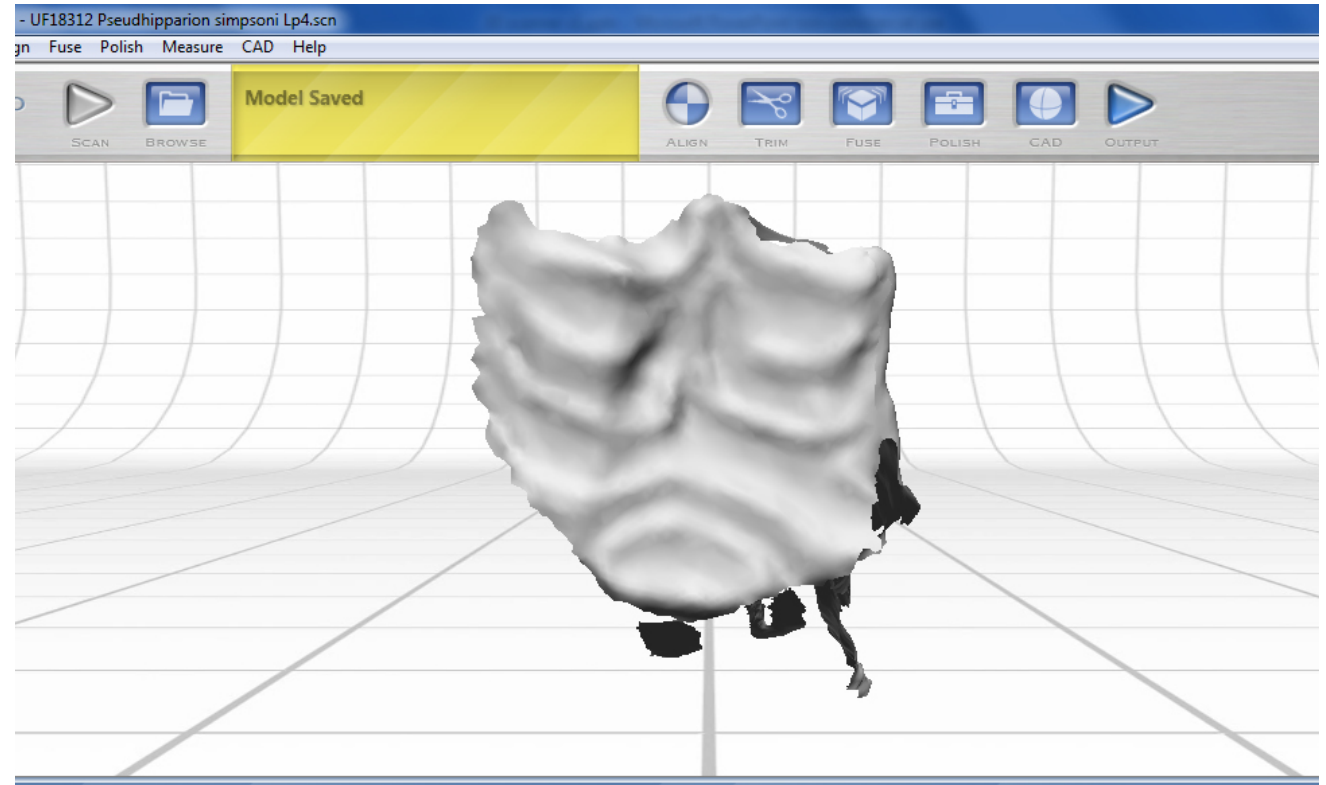 - UF18312 Pseudhipparion simpsoni Lp4.scn
gn Fuse Polish Measure CAD Help
Model Saved
SCAN BROWSE ALIGN TRIM FUSE POLISH CAD OUTPUT